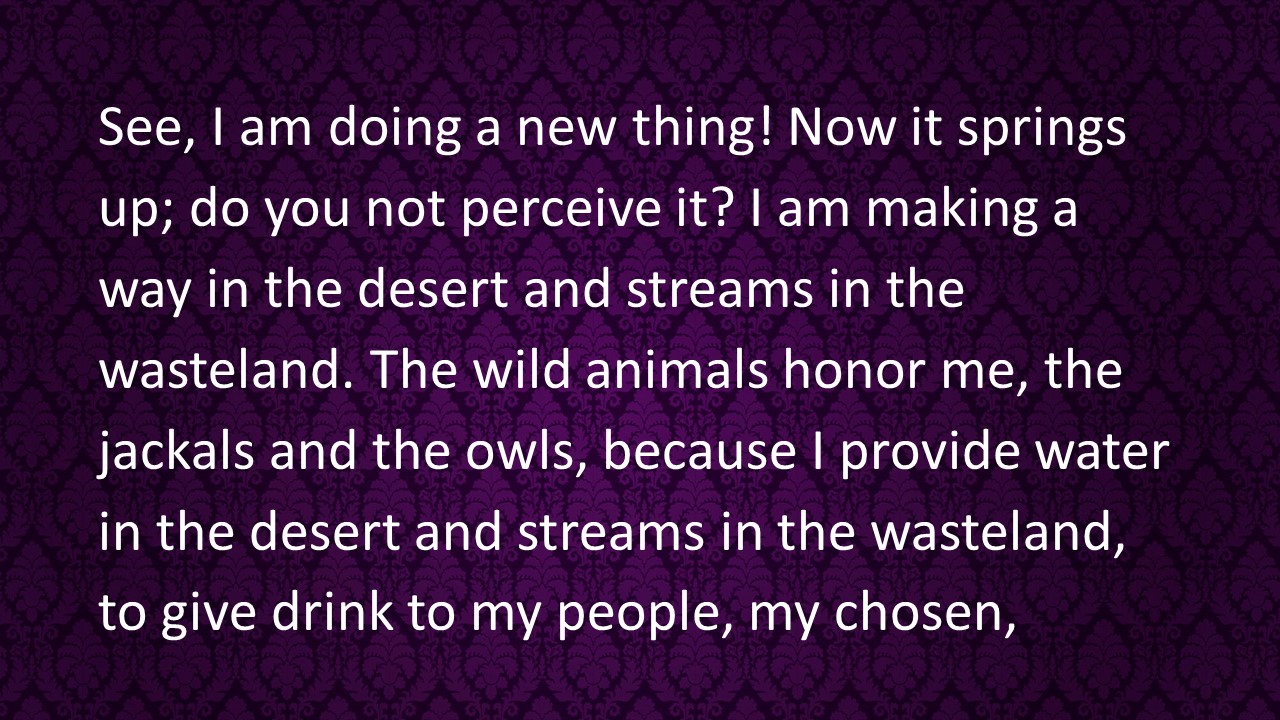 See, I am doing a new thing! Now it springs
up; do you not perceive it? I am making a
way in the desert and streams in the
wasteland. The wild animals honor me, the
jackals and the owls, because I provide water
in the desert and streams in the wasteland,
to give drink to my people, my chosen,